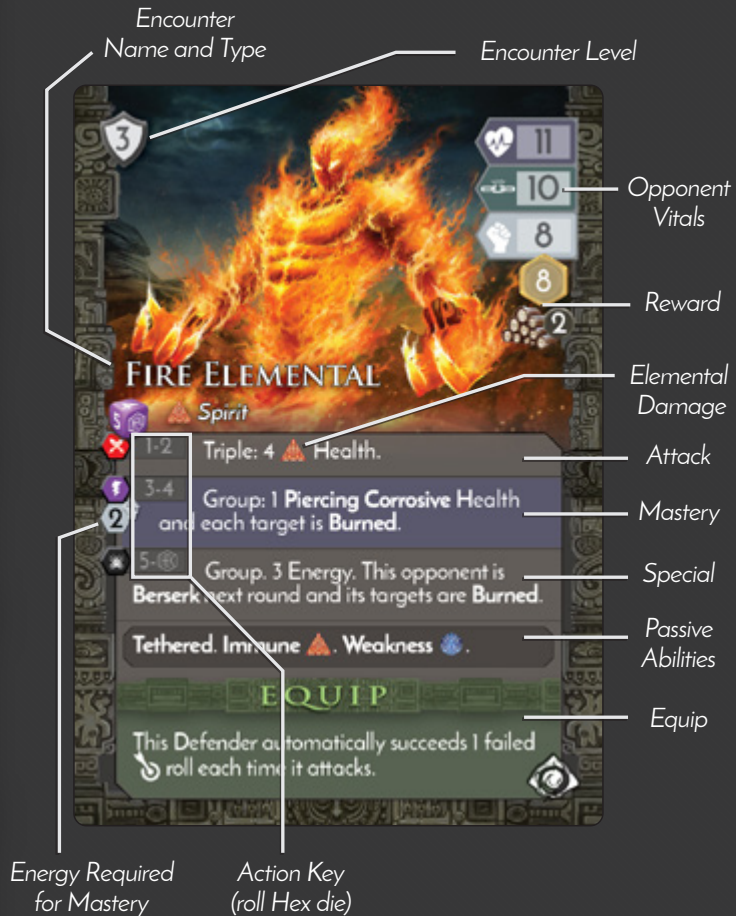 Encounter
Name and Type
Encounter Level
3
11
10
Opponent
Vitals
8
8
Reward
2
FIRE ELEMENTAL
Elemental
Damage
5
Spirit
1-2
Triple: 4 Health.
Attack
3-4
Group: 1 Piercing Corrosive Health
2
and each target is Burned.
Mastery
5-
Group. 3 Energy. This opponent is
Berserk next round and its targets are Burned.
Special
Tethered. Immune . Weakness .
Passive
Abilities
EQUIP
Equip
This Defender automatically succeeds 1 failed
roll each time it attacks.
Energy Required
for Mastery
Action Key
(roll Hex die)